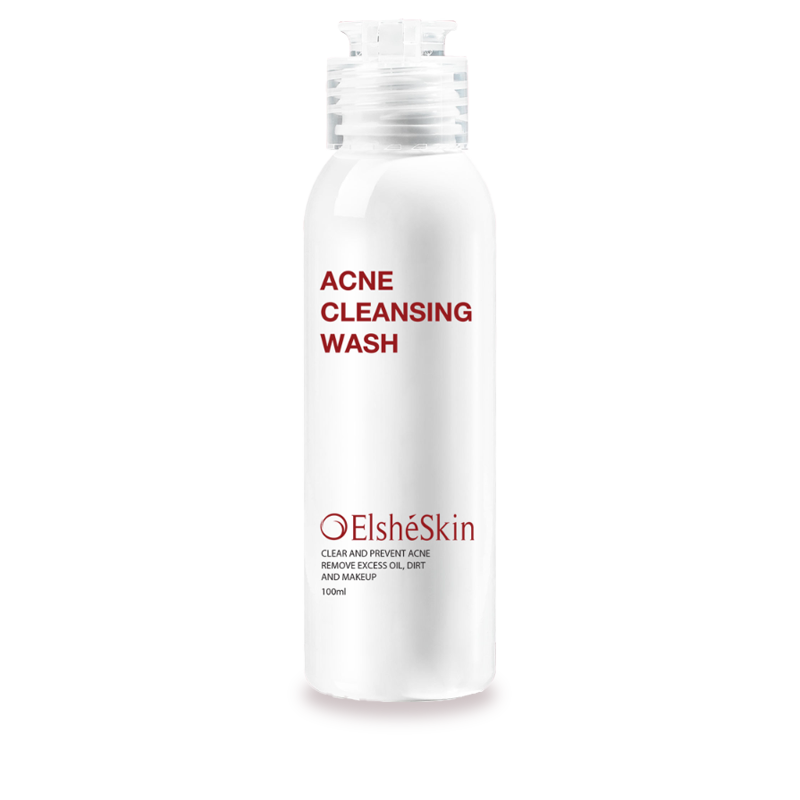 ACNE
CLEANSING
WASH
ElshéSkin
CLEAR AND PREVENT ACNE
REMOVE EXCESS OIL, DIRT
AND MAKEUP
100ml